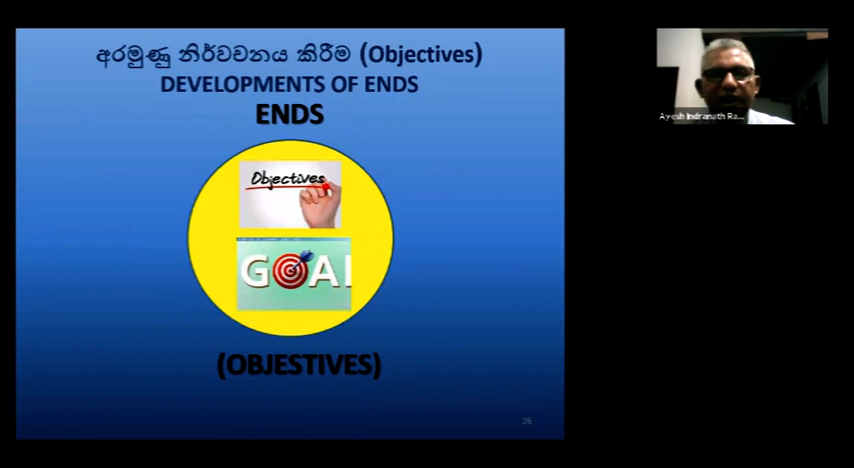 අරමුණු නිර්වචනය කිරීම (Objectives)
DEVELOPMENTS OF ENDS
ENDS
Objectives
GOAL
(OBJESTIVES)
26
Ayesh Indranath Ra...